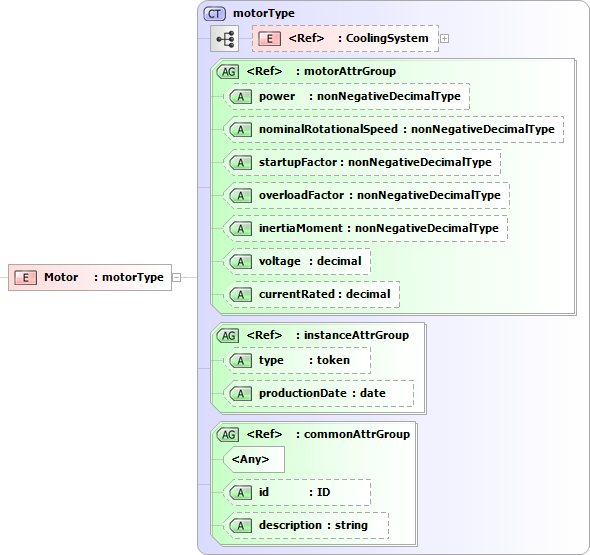 CT motorType
E <Ref> : CoolingSystem
AG <Ref> : motorAttrGroup
A power : nonNegativeDecimalType
A nominalRotationalSpeed : nonNegativeDecimalType
A startupFactor : nonNegativeDecimalType
A overloadFactor : nonNegativeDecimalType
A inertiaMoment : nonNegativeDecimalType
A voltage : decimal
E Motor : motorType
A currentRated : decimal
AG <Ref> : instanceAttrGroup
A type : token
A productionDate : date
AG <Ref> : commonAttrGroup
<Any>
A id : ID
A description : string